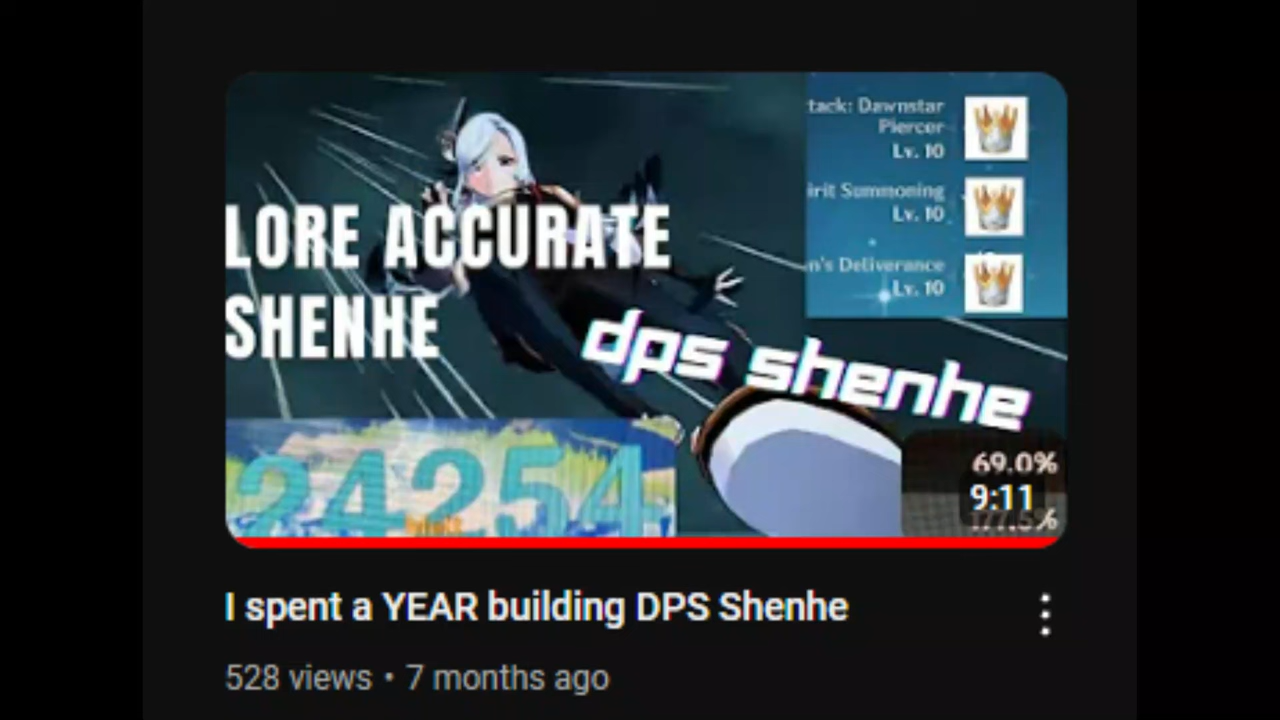 tack: Dawnstar
Piercer
Lv. 10
irit Summoning
Lv. 10
n's Deliverance
Lv. 10
LORE ACCURATE
SHENHE
dps shenhe
24254
69.0%
9:11
I spent a YEAR building DPS Shenhe
528 views • 7 months ago